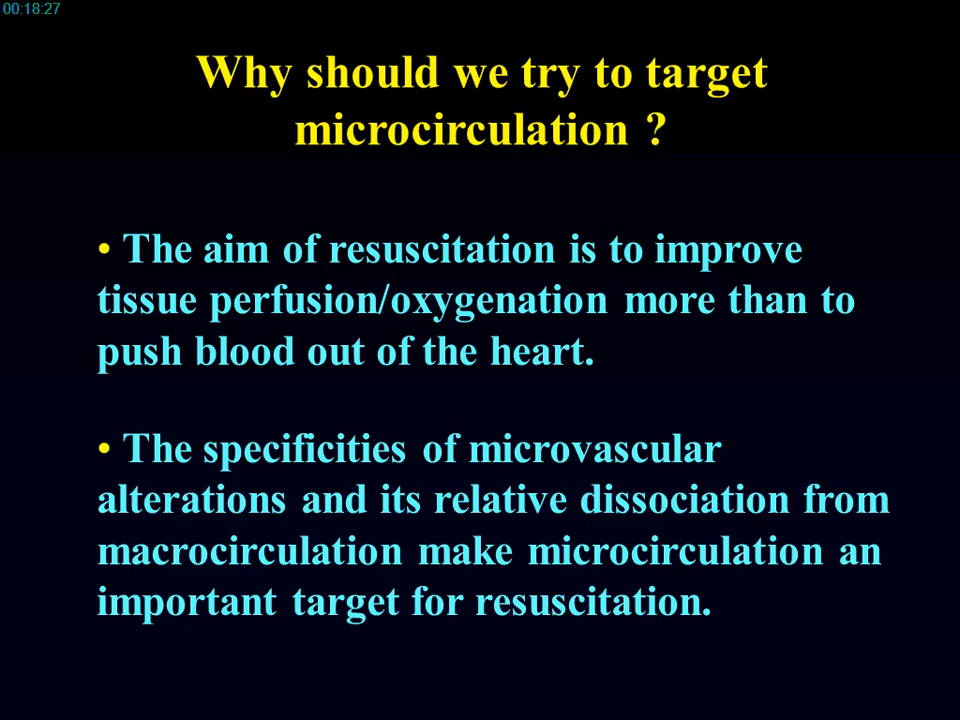 00:18:27
Why should we try to target
microcirculation ?
• The aim of resuscitation is to improve
tissue perfusion/oxygenation more than to
push blood out of the heart.
• The specificities of microvascular
alterations and its relative dissociation from
macrocirculation make microcirculation an
important target for resuscitation.